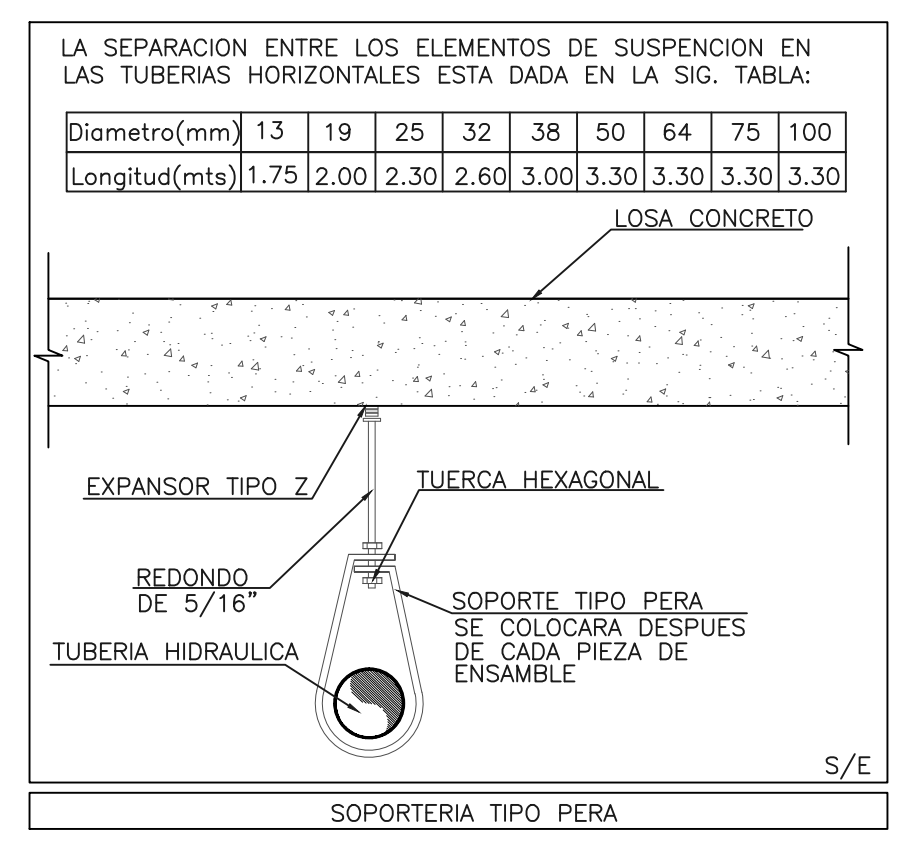 LA SEPARACION ENTRE LOS ELEMENTOS DE SUSPENCION EN
LAS TUBERIAS HORIZONTALES ESTA DADA EN LA SIG. TABLA:
Diametro(mm) 13 19 25 32 38 50 64 75 100
Longitud(mts) 1.75 2.00 2.30 2.60 3.00 3.30 3.30 3.30 3.30
LOSA CONCRETO
EXPANSOR TIPO Z
TUERCA HEXAGONAL
REDONDO
DE 5/16"
SOPORTE TIPO PERA
SE COLOCARA DESPUES
DE CADA PIEZA DE
ENSAMBLE
TUBERIA HIDRAULICA
S/E
SOPORTERIA TIPO PERA